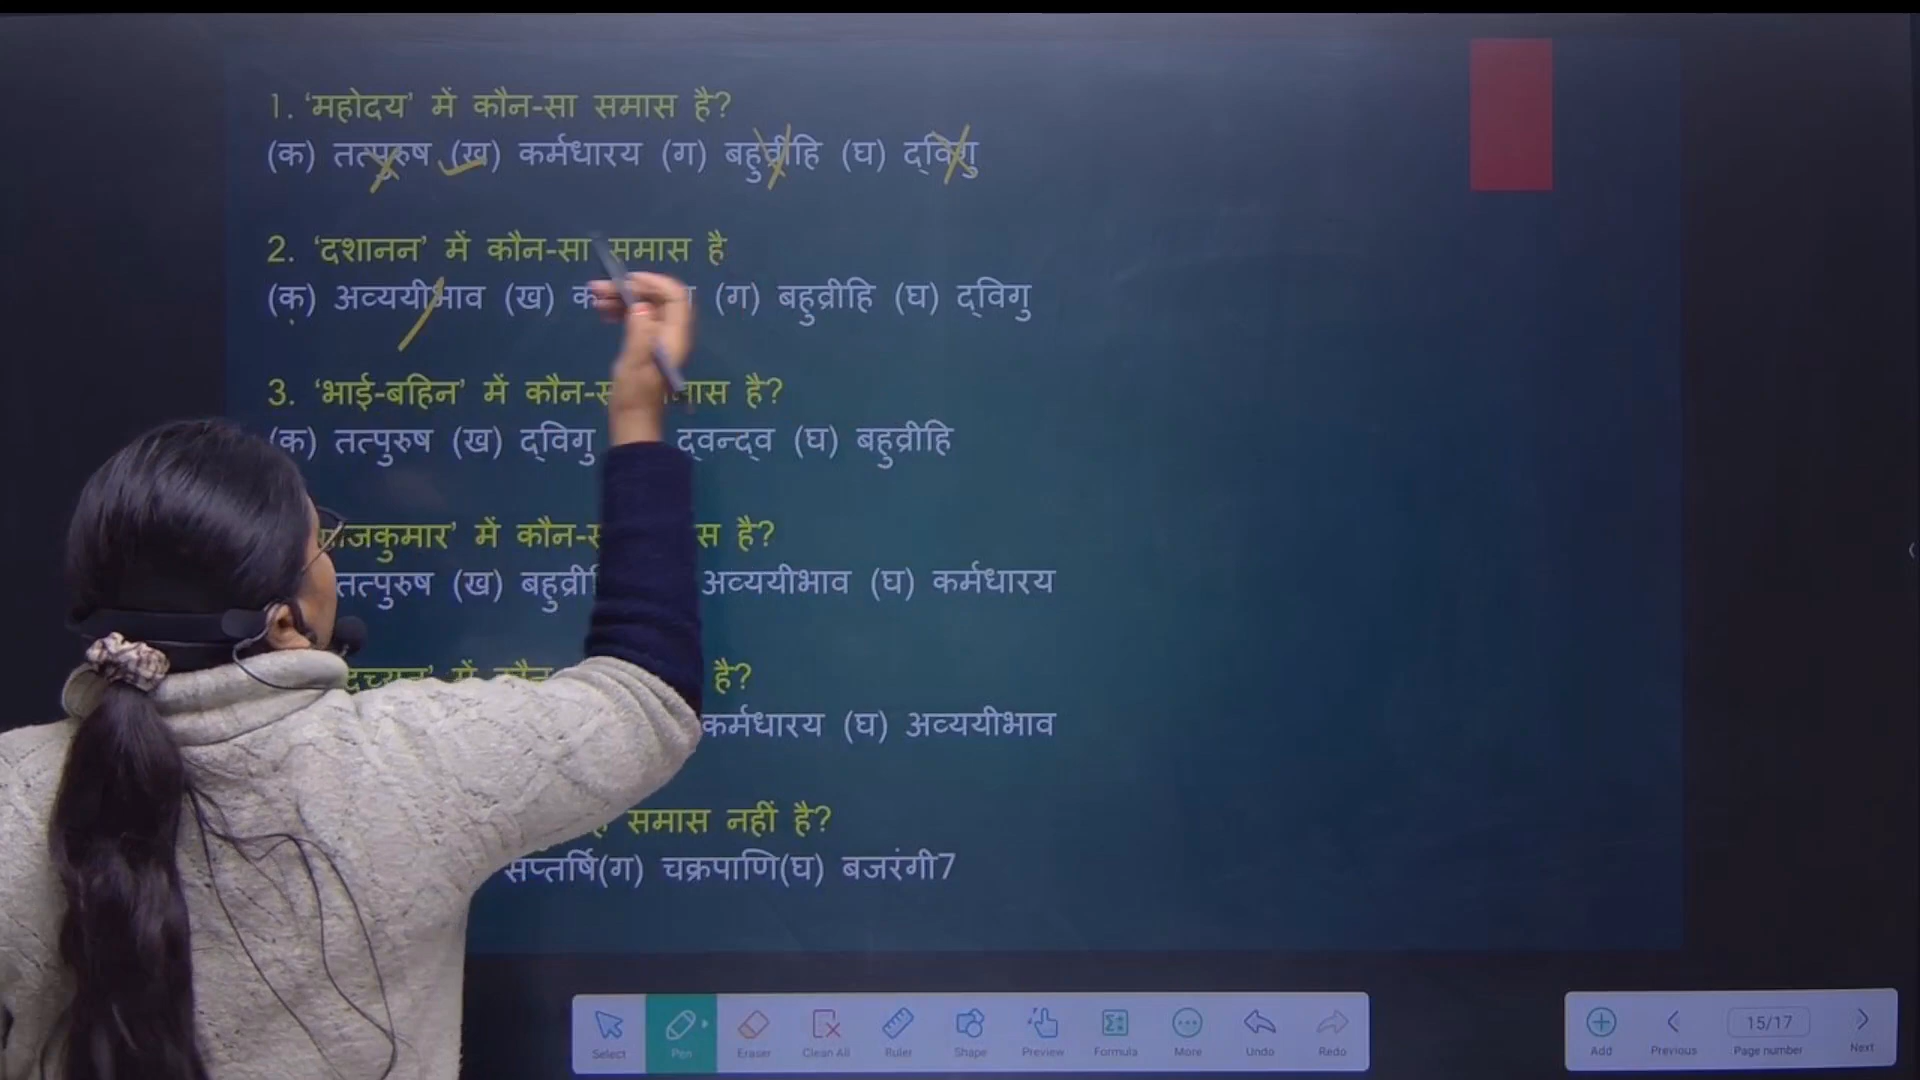 1. 'महोदय' में कौन-सा समास है?
(क) तत्पुरुष (ख) कर्मधारय (ग) बहुव्रीहि (घ) द्विगु
2. 'दशानन' में कौन-सा समास है
(क) अव्ययीभाव (ख) (ग) बहुव्रीहि (घ) द्विगु
3. 'भाई-बहिन' में कौन-सा समास है?
(क) तत्पुरुष (ख) द्विगु द्वन्द्व (घ) बहुव्रीहि
में है?
तत्पुरुष (ख) अव्ययीभाव (घ) कर्मधारय
है?
कर्मधारय (घ) अव्ययीभाव
समास नहीं है?
सप्तर्षि(ग) चक्रपाणि(घ) बजरंगी7
Select Pen Eraser Clean All Ruler Shape Preview Formula More Undo Redo
Add Previous 15/17 Page number Next